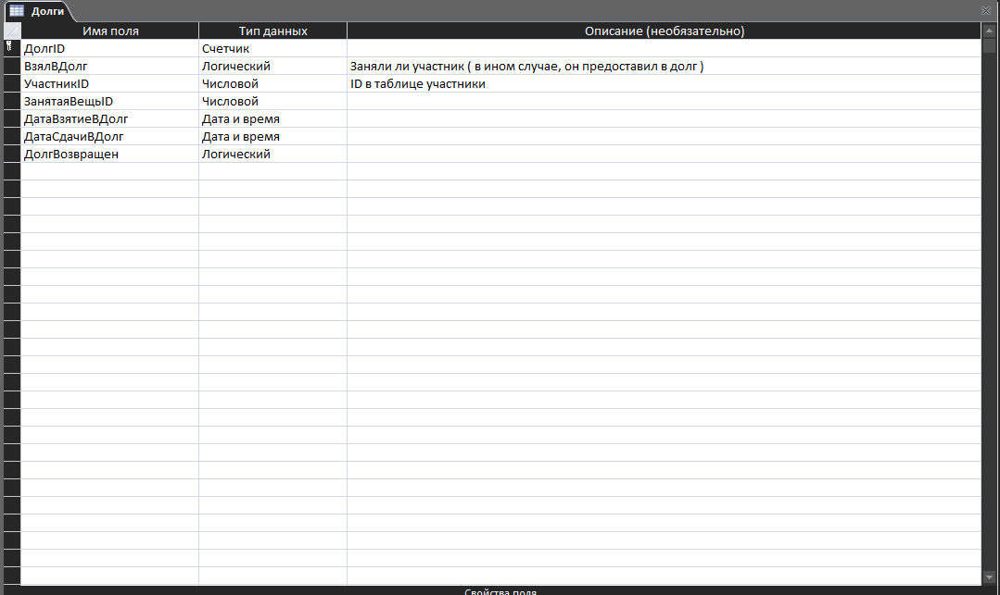 Долги
Имя поля Тип данных Описание (необязательно)
ДолгID Счетчик
ВзялВДолг Логический Заняли ли участник ( в ином случае, он предоставил в долг )
УчастникID Числовой ID в таблице участники
ЗанятаяВещьID Числовой
ДатаВзятиеВДолг Дата и время
ДатаСдачиВДолг Дата и время
ДолгВозвращен Логический
Свойства поля